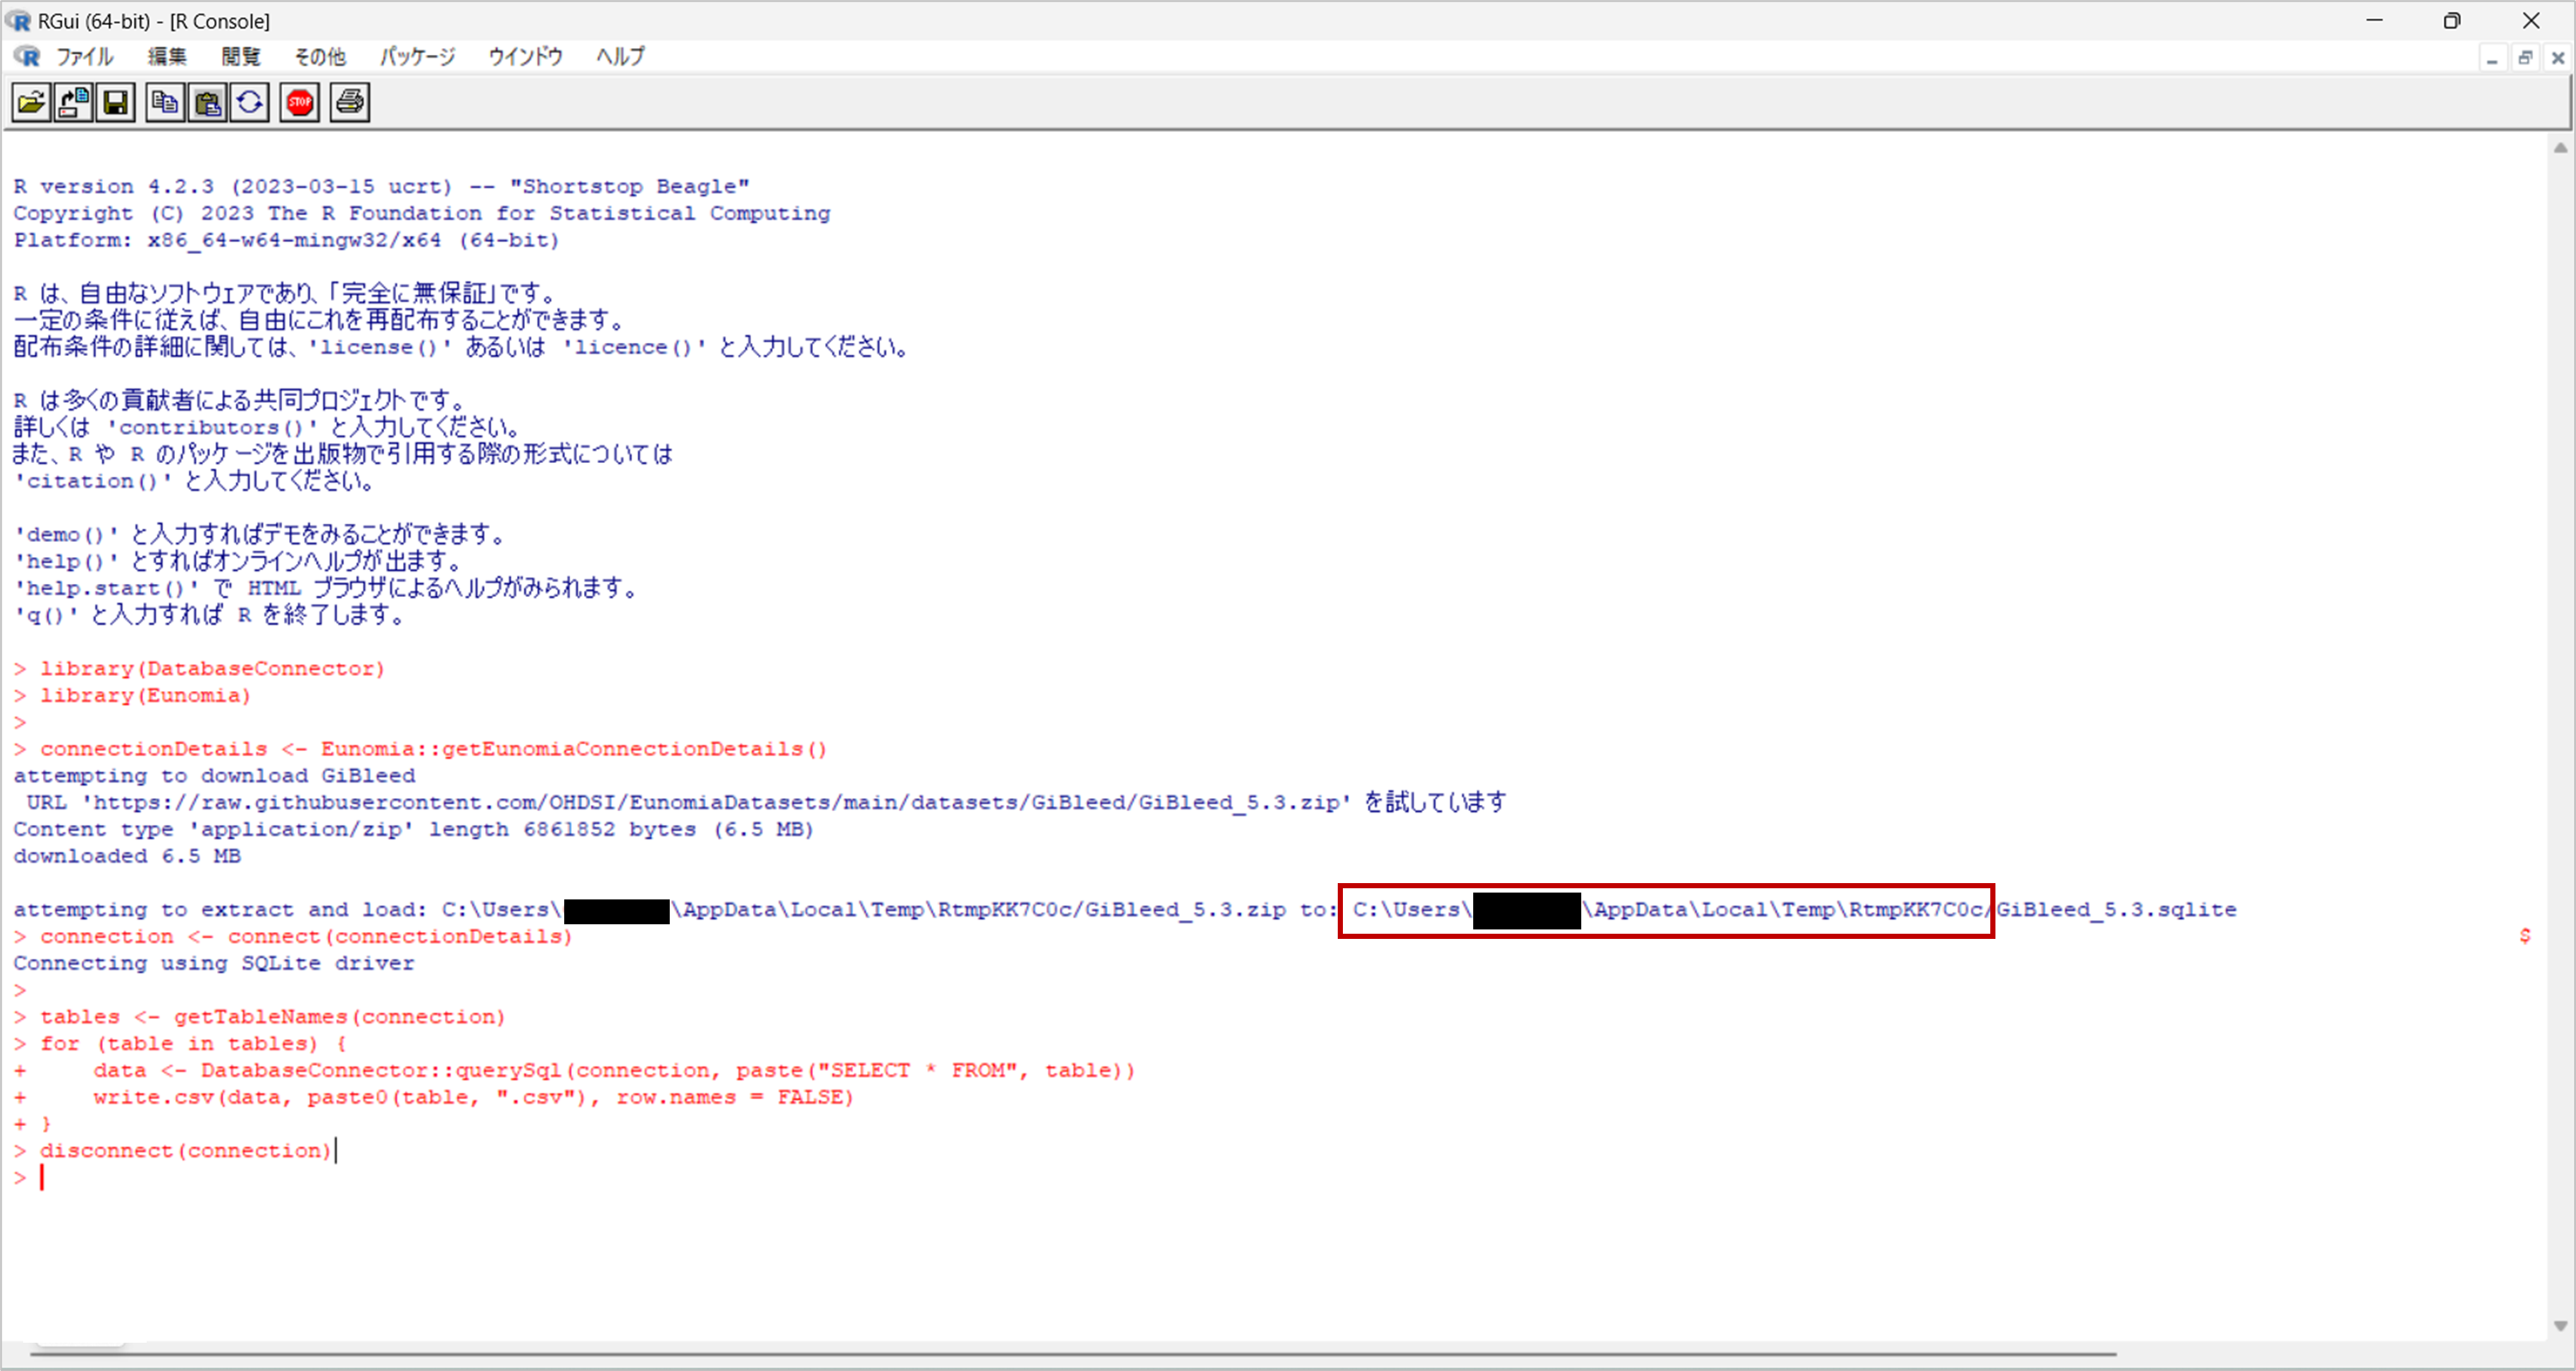 RGui (64-bit) - [R Console]
ファイル 編集 閲覧 その他 パッケージ ウインドウ ヘルプ
STOP
R version 4.2.3 (2023-03-15 ucrt) -- "Shortstop Beagle"
Copyright (C) 2023 The R Foundation for Statistical Computing
Platform: x86_64-w64-mingw32/x64 (64-bit)
R は、自由なソフトウェアであり、「完全に無保証」です。
一定の条件に従えば、自由にこれを再配布することができます。
配布条件の詳細に関しては、'license()' あるいは 'licence()' と入力してください。
R は多くの貢献者による共同プロジェクトです。
詳しくは 'contributors()' と入力してください。
また、R や R のパッケージを出版物で引用する際の形式については
'citation()' と入力してください。
'demo()' と入力すればデモをみることができます。
'help()' とすればオンラインヘルプが出ます。
'help.start()' で HTML ブラウザによるヘルプがみられます。
'q()' と入力すれば R を終了します。
> library(DatabaseConnector)
> library(Eunomia)
>
> connectionDetails <- Eunomia::getEunomiaConnectionDetails()
attempting to download GiBleed
URL 'https://raw.githubusercontent.com/OHDSI/EunomiaDatasets/main/datasets/GiBleed/GiBleed_5.3.zip' を試しています
Content type 'application/zip' length 6861852 bytes (6.5 MB)
downloaded 6.5 MB
attempting to extract and load: C:\Users\ \AppData\Local\Temp\RtmpKK7C0c/GiBleed_5.3.zip to: C:\Users\ \AppData\Local\Temp\RtmpKK7C0c/GiBleed_5.3.sqlite
> connection <- connect(connectionDetails) $
Connecting using SQLite driver
>
> tables <- getTableNames(connection)
> for (table in tables) {
+     data <- DatabaseConnector::querySql(connection, paste("SELECT * FROM", table))
+     write.csv(data, paste0(table, ".csv"), row.names = FALSE)
+ }
> disconnect(connection)
>